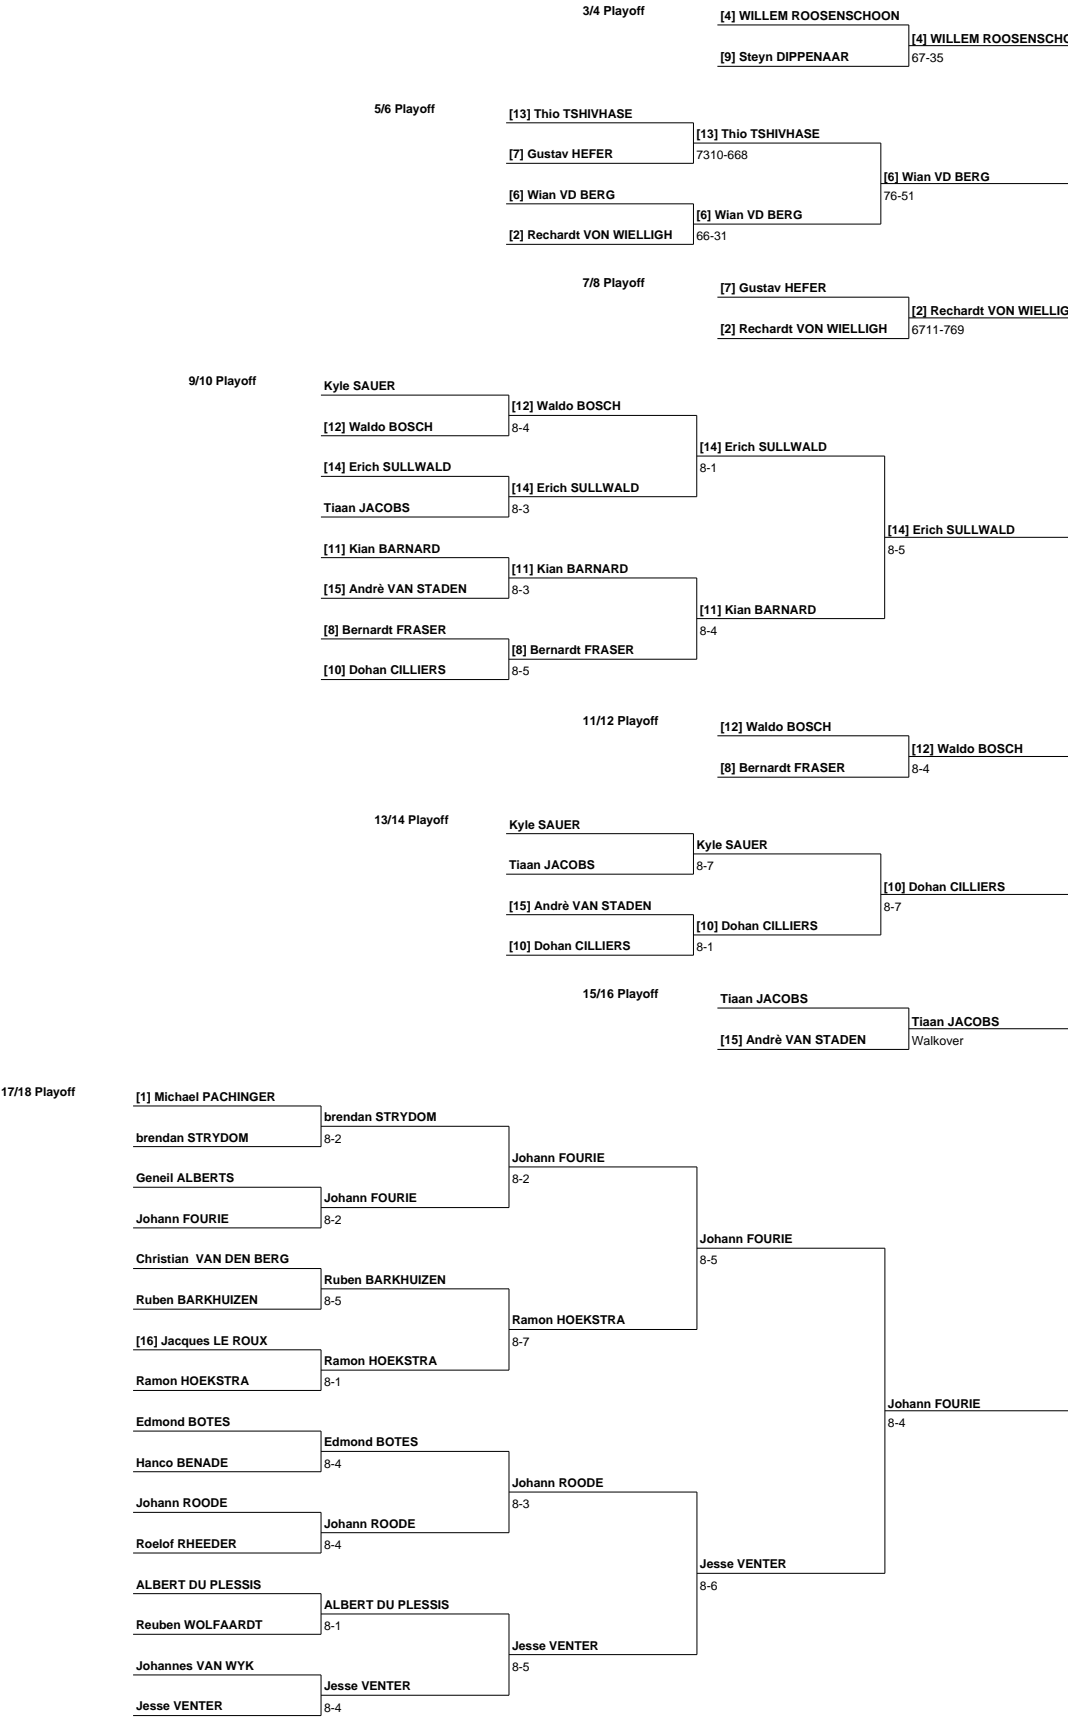 3/4 Playoff
[4] WILLEM ROOSENSCHOON
[4] WILLEM ROOSENSCHO
[9] Steyn DIPPENAAR
67-35
5/6 Playoff
[13] Thio TSHIVHASE
[13] Thio TSHIVHASE
[7] Gustav HEFER
7310-668
[6] Wian VD BERG
76-51
[6] Wian VD BERG
[6] Wian VD BERG
[2] Rechardt VON WIELLIGH
66-31
7/8 Playoff
[7] Gustav HEFER
[2] Rechardt VON WIELLIG
[2] Rechardt VON WIELLIGH
6711-769
9/10 Playoff
Kyle SAUER
[12] Waldo BOSCH
[12] Waldo BOSCH
8-4
[14] Erich SULLWALD
8-1
[14] Erich SULLWALD
[14] Erich SULLWALD
Tiaan JACOBS
8-3
[14] Erich SULLWALD
8-5
[11] Kian BARNARD
[11] Kian BARNARD
[15] Andrè VAN STADEN
8-3
[11] Kian BARNARD
8-4
[8] Bernardt FRASER
[8] Bernardt FRASER
[10] Dohan CILLIERS
8-5
11/12 Playoff
[12] Waldo BOSCH
[12] Waldo BOSCH
[8] Bernardt FRASER
8-4
13/14 Playoff
Kyle SAUER
Kyle SAUER
Tiaan JACOBS
8-7
[10] Dohan CILLIERS
8-7
[15] Andrè VAN STADEN
[10] Dohan CILLIERS
[10] Dohan CILLIERS
8-1
15/16 Playoff
Tiaan JACOBS
Tiaan JACOBS
[15] Andrè VAN STADEN
Walkover
17/18 Playoff
[1] Michael PACHINGER
brendan STRYDOM
brendan STRYDOM
8-2
Johann FOURIE
8-2
Geneil ALBERTS
Johann FOURIE
Johann FOURIE
8-2
Johann FOURIE
8-5
Christian  VAN DEN BERG
Ruben BARKHUIZEN
Ruben BARKHUIZEN
8-5
Ramon HOEKSTRA
8-7
[16] Jacques LE ROUX
Ramon HOEKSTRA
Ramon HOEKSTRA
8-1
Johann FOURIE
8-4
Edmond BOTES
Edmond BOTES
Hanco BENADE
8-4
Johann ROODE
8-3
Johann ROODE
Johann ROODE
Roelof RHEEDER
8-4
Jesse VENTER
8-6
ALBERT DU PLESSIS
ALBERT DU PLESSIS
Reuben WOLFAARDT
8-1
Jesse VENTER
8-5
Johannes VAN WYK
Jesse VENTER
Jesse VENTER
8-4